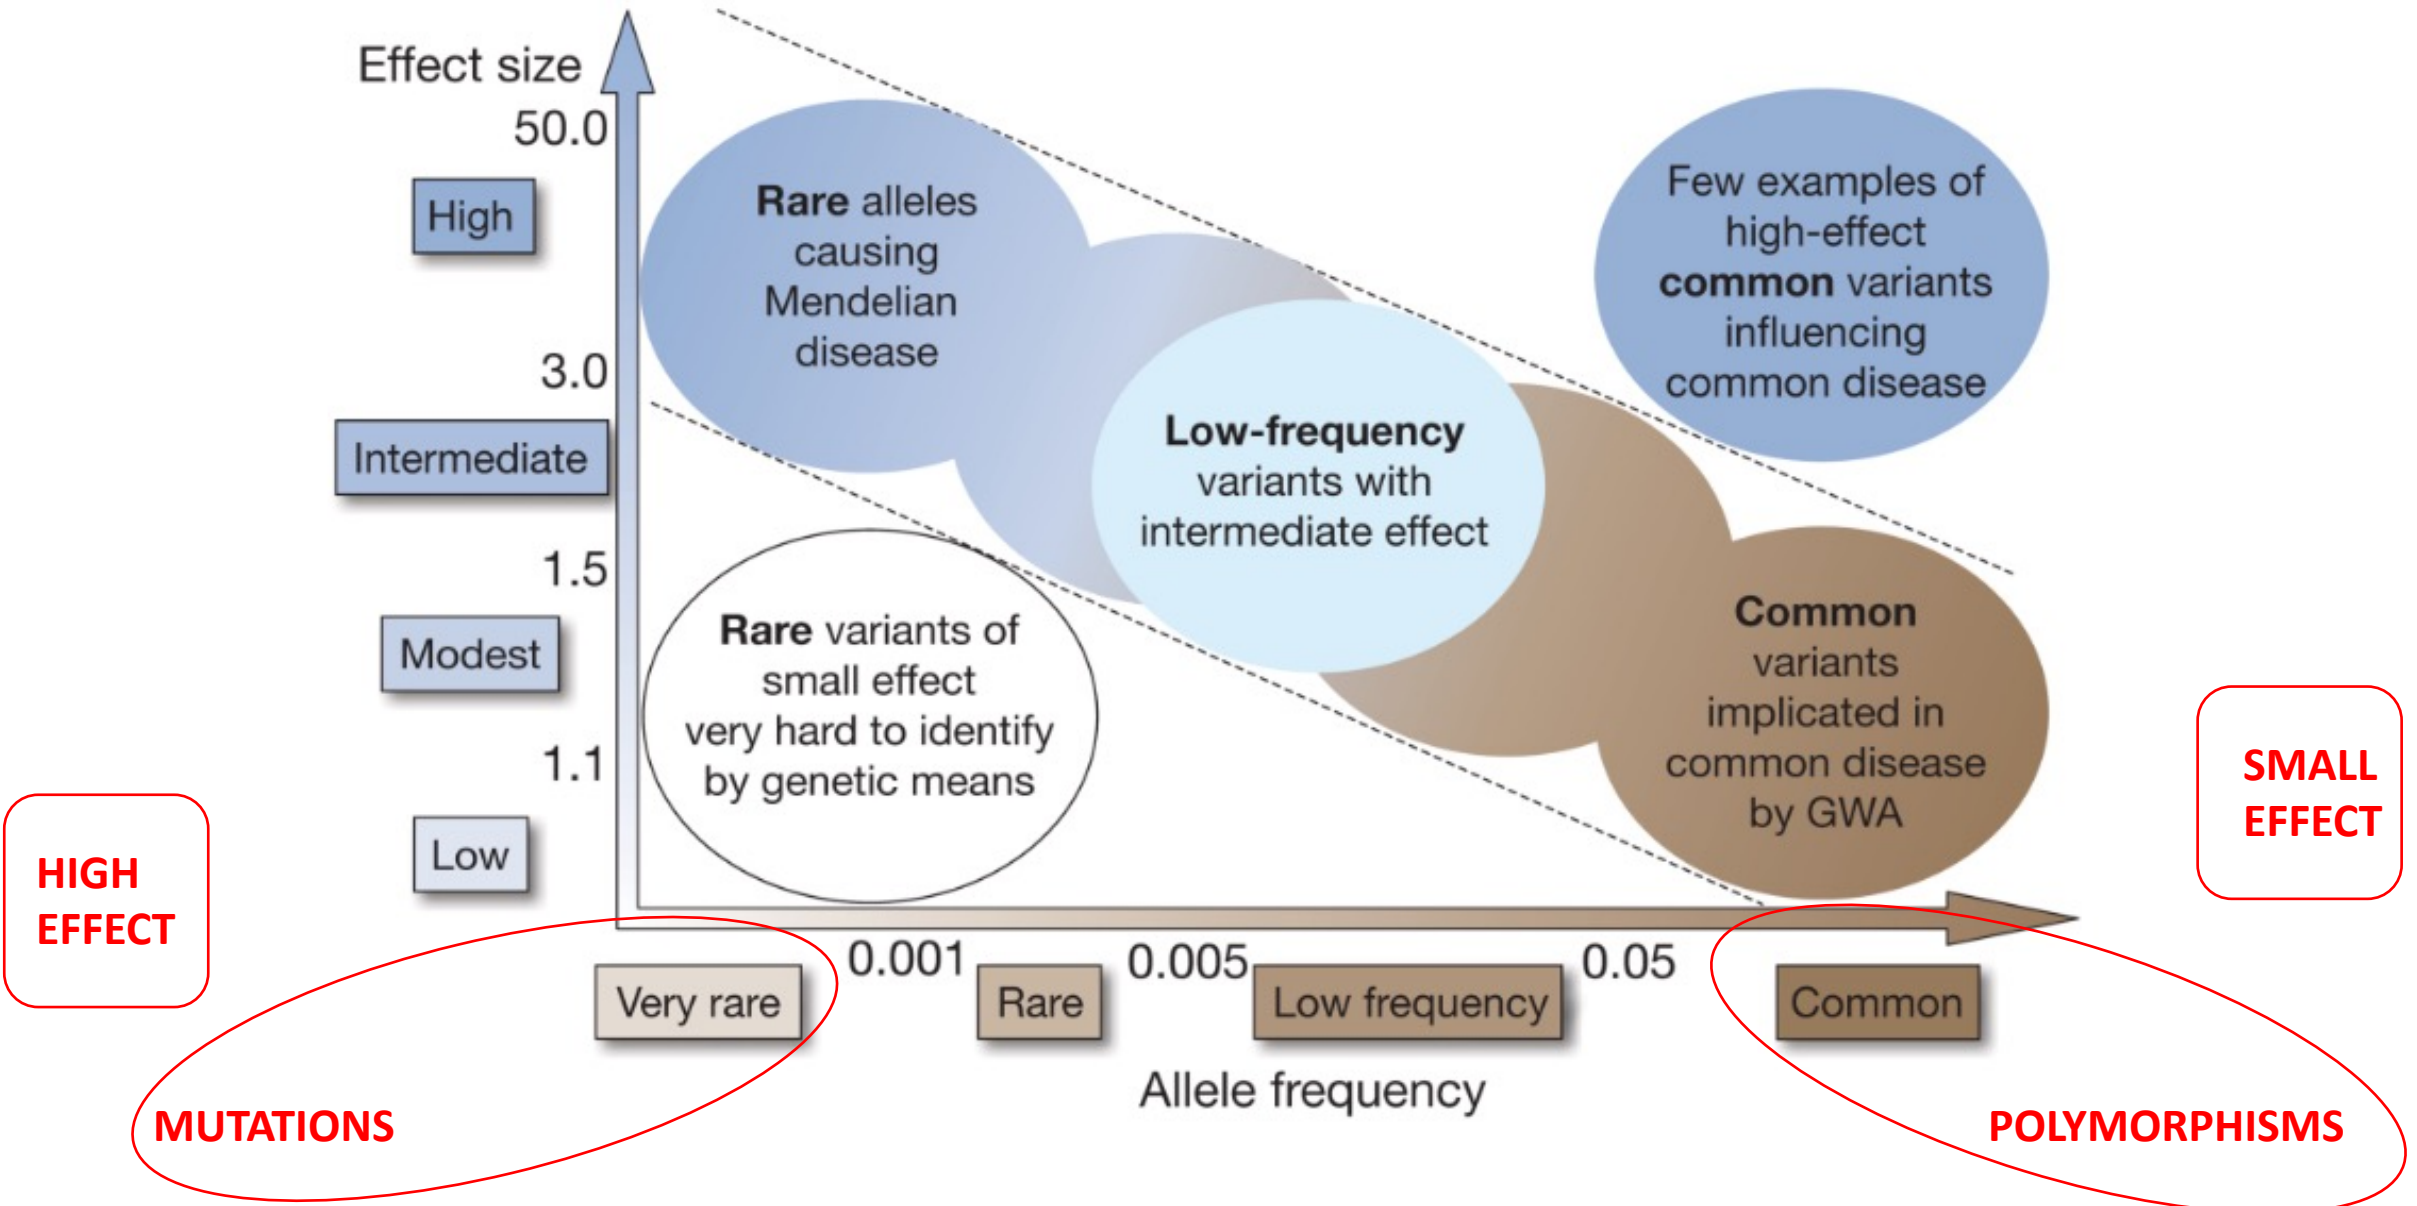 Effect size
50.0
High
3.0
Intermediate
1.5
Modest
1.1
Low
Rare alleles
causing
Mendelian
disease
Few examples of
high-effect
common variants
influencing
common disease
Low-frequency
variants with
intermediate effect
Rare variants of
small effect
very hard to identify
by genetic means
Common
variants
implicated in
common disease
by GWA
HIGH
EFFECT
SMALL
EFFECT
0.001
0.005
0.05
Very rare
Rare
Low frequency
Common
Allele frequency
MUTATIONS
POLYMORPHISMS